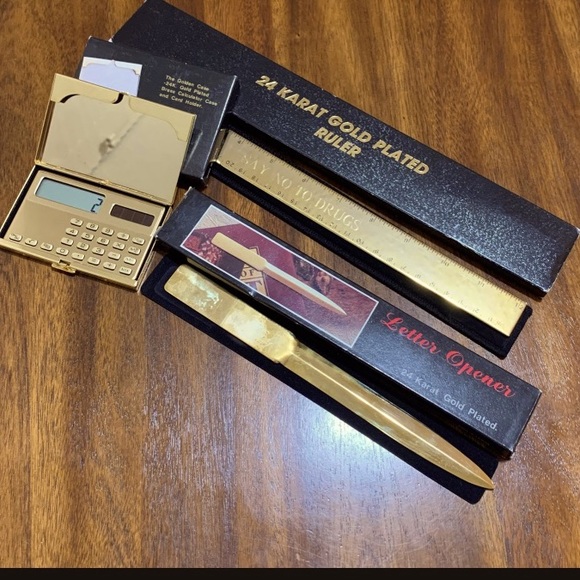 The Golden Case
24K. Gold Plated
Brass Calculator Case
and Card Holder.
24 KARAT GOLD PLATED
RULER
SAY NO TO DRUGS
2
Letter Opener
24 Karat Gold Plated.